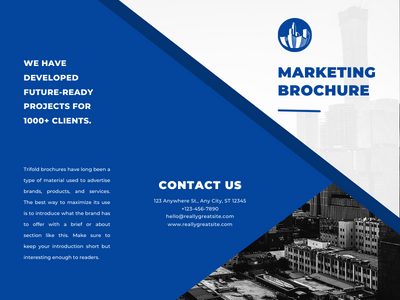 WE HAVE
DEVELOPED
FUTURE-READY
PROJECTS FOR
1000+ CLIENTS.
Trifold brochures have long been a
type of material used to advertise
brands, products, and services.
The best way to maximize its use
is to introduce what the brand has
to offer with a brief or about
section like this. Make sure to
keep your introduction short but
interesting enough to readers.
CONTACT US
123 Anywhere St., Any City, ST 12345
+123-456-7890
hello@reallygreatsite.com
www.reallygreatsite.com
MARKETING
BROCHURE